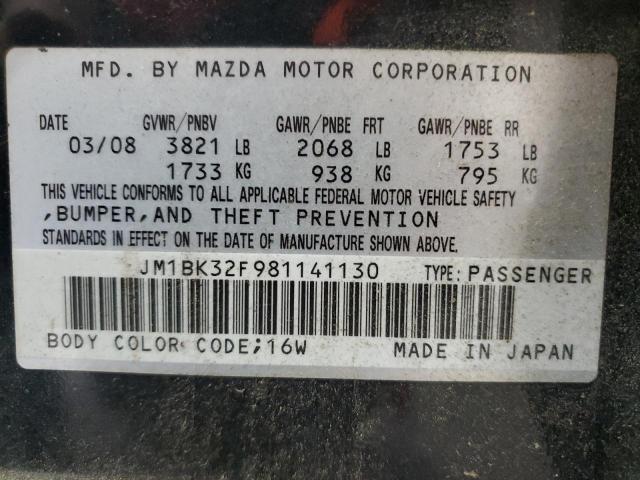 MFD. BY MAZDA MOTOR CORPORATION
DATE GVWR/PNBV GAWR/PNBE FRT GAWR/PNBE RR
03/08 3821 LB 2068 LB 1753 LB
1733 KG 938 KG 795 KG
THIS VEHICLE CONFORMS TO ALL APPLICABLE FEDERAL MOTOR VEHICLE SAFETY
,BUMPER,AND THEFT PREVENTION
STANDARDS IN EFFECT ON THE DATE OF MANUFACTURE SHOWN ABOVE.
JM1BK32F981141130 TYPE: PASSENGER
BODY COLOR CODE;16W MADE IN JAPAN